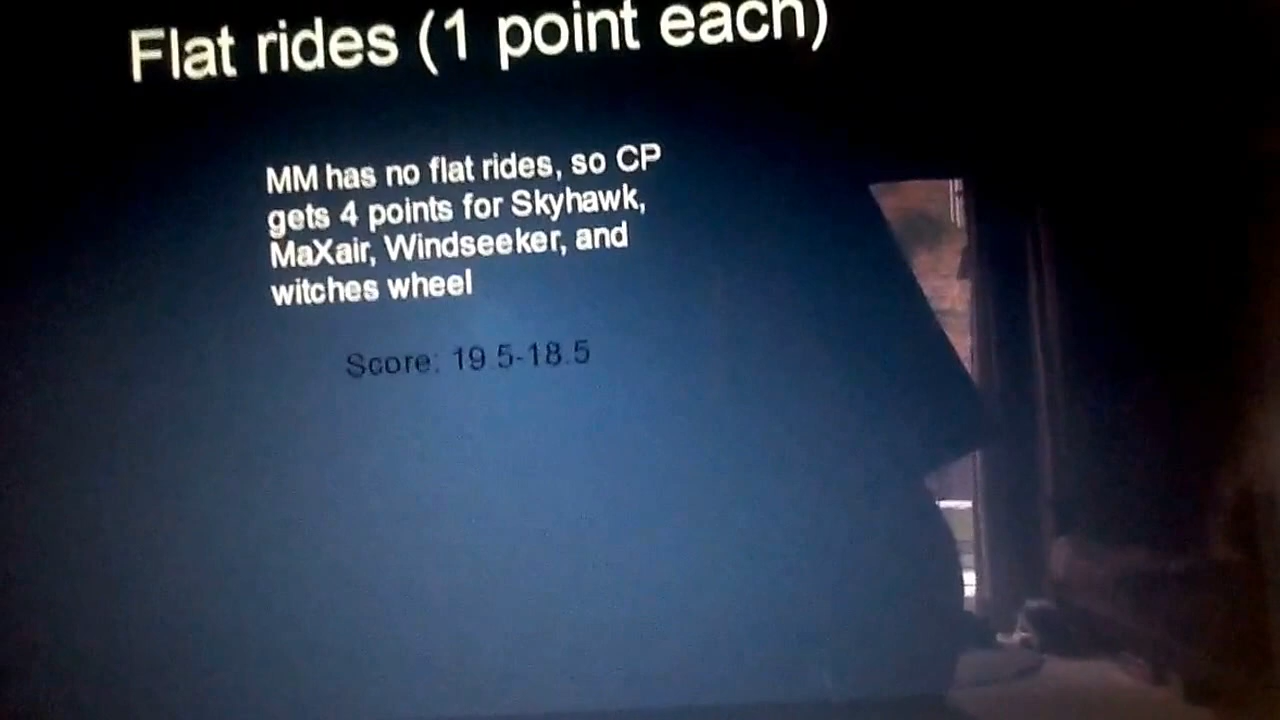 Flat rides (1 point each)
MM has no flat rides, so CP
gets 4 points for Skyhawk,
MaXair, Windseeker, and
witches wheel
Score: 19.5-18.5